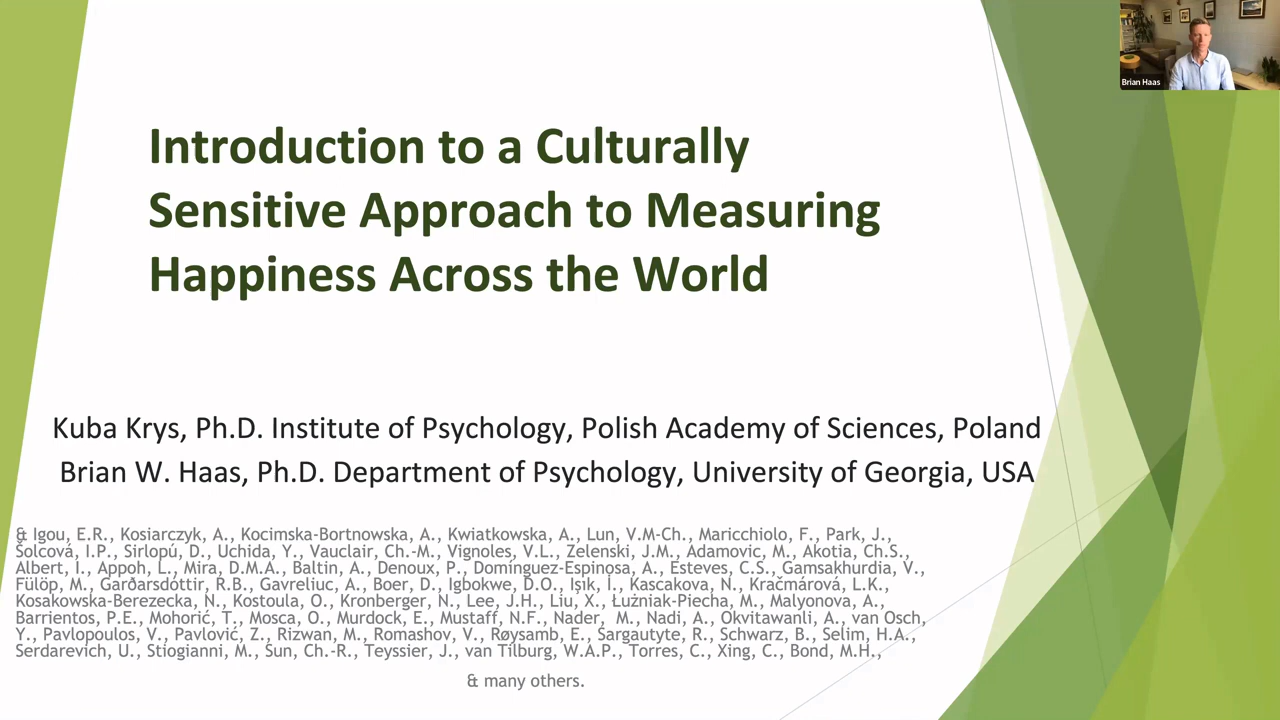 Brian Haas
Introduction to a Culturally
Sensitive Approach to Measuring
Happiness Across the World
Kuba Krys, Ph.D. Institute of Psychology, Polish Academy of Sciences, Poland
Brian W. Haas, Ph.D. Department of Psychology, University of Georgia, USA
& Igou, E.R., Kosiarczyk, A., Kocimska-Bortnowska, A., Kwiatkowska, A., Lun, V.M-Ch., Maricchiolo, F., Park, J.,
Šolcová, I.P., Sirlopú, D., Uchida, Y., Vauclair, Ch.-M., Vignoles, V.L., Zelenski, J.M., Adamovic, M., Akotia, Ch.S.,
Albert, I., Appoh, L., Mira, D.M.A., Baltin, A., Denoux, P., Domínguez-Espinosa, A., Esteves, C.S., Gamsakhurdia, V.,
Fülöp, M., Garðarsdóttir, R.B., Gavreliuc, A., Boer, D., Igbokwe, D.O., Işık, İ., Kascakova, N., Kračmárová, L.K.,
Kosakowska-Berezecka, N., Kostoula, O., Kronberger, N., Lee, J.H., Liu, X., Łużniak-Piecha, M., Malyonova, A.,
Barrientos, P.E., Mohorić, T., Mosca, O., Murdock, E., Mustaff, N.F., Nader, M., Nadi, A., Okvitawanli, A., van Osch,
Y., Pavlopoulos, V., Pavlović, Z., Rizwan, M., Romashov, V., Røysamb, E., Sargautyte, R., Schwarz, B., Selim, H.A.,
Serdarevich, U., Stiogianni, M., Sun, Ch.-R., Teyssier, J., van Tilburg, W.A.P., Torres, C., Xing, C., Bond, M.H.,
& many others.